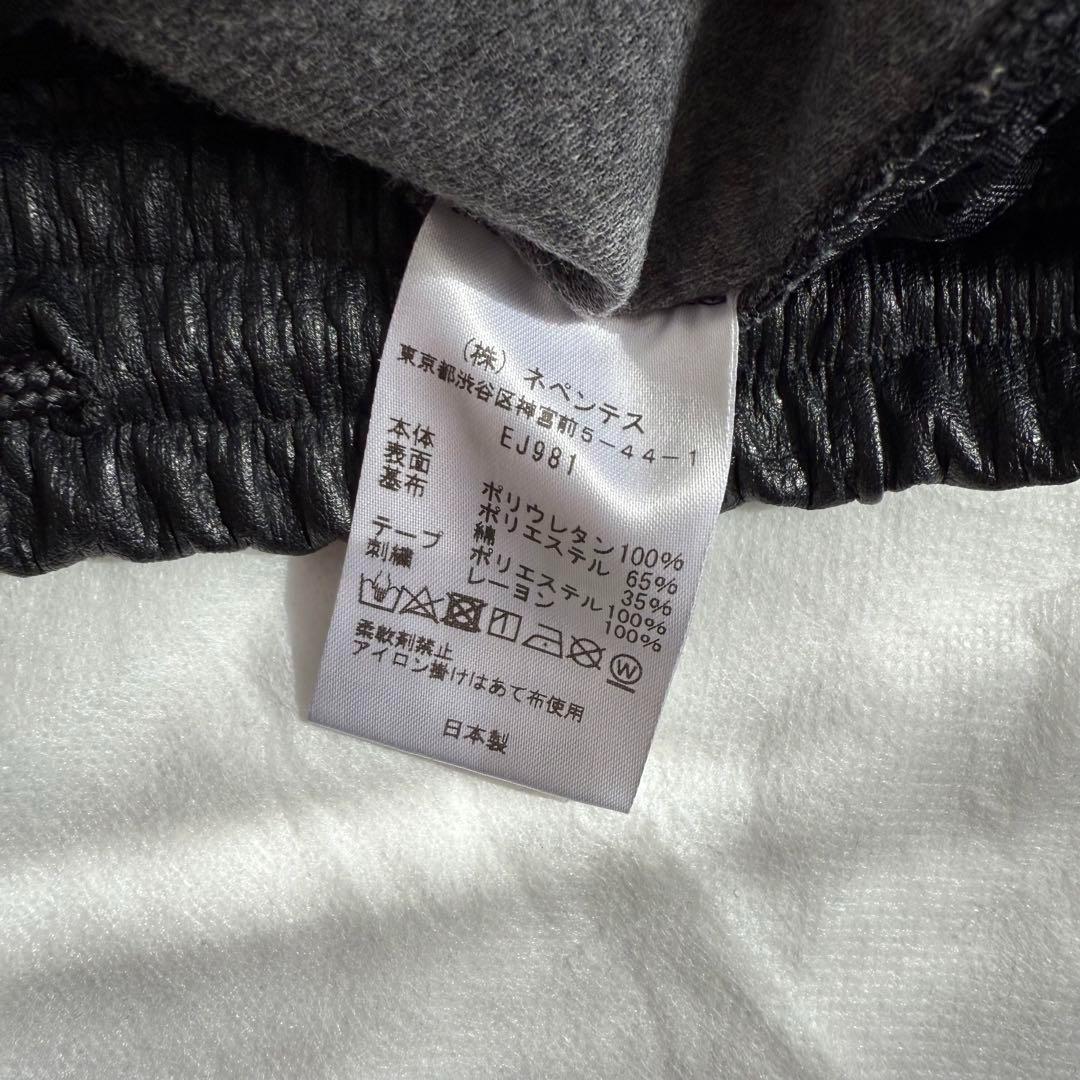 (株) ネペンテス
東京都渋谷区神宮前5-44-1
EJ981
本体
表面 ポリウレタン100%
基布 ポリエステル 65%
綿 35%
テープ ポリエステル 100%
刺繍 レーヨン 100%
W
柔軟剤禁止
アイロン掛けはあて布使用
日本製